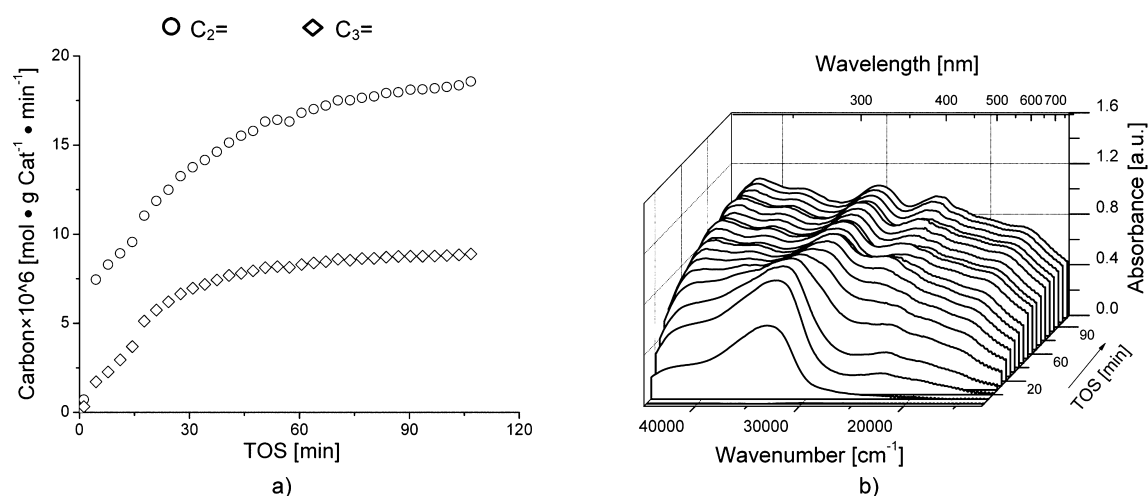 C2= C3=
20
15
10
5
0
Carbon×10^6 [mol • g Cat-1 • min-1]
0 30 60 90 120
TOS [min]
a)
Wavelength [nm]
300 400 500 600 700
1.6
1.2
0.8
0.4
0.0
Absorbance [a.u.]
90
60
20
TOS [min]
40000 30000 20000
Wavenumber [cm-1]
b)